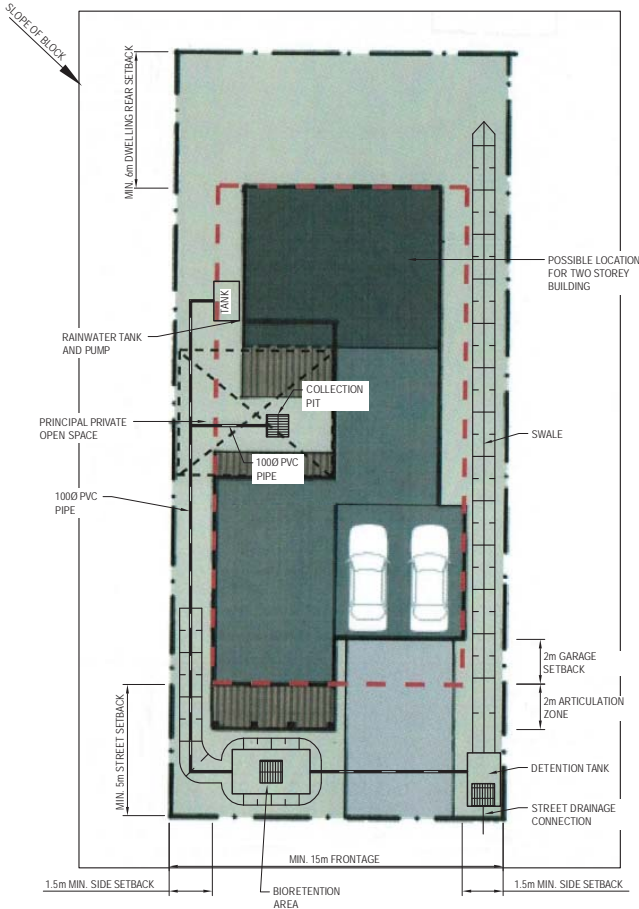 SLOPE OF BLOCK
MIN. 6m DWELLING REAR SETBACK
POSSIBLE LOCATION
FOR TWO STOREY
BUILDING
TANK
RAINWATER TANK
AND PUMP
COLLECTION
PIT
PRINCIPAL PRIVATE
OPEN SPACE
SWALE
100Ø PVC
PIPE
100Ø PVC
PIPE
2m GARAGE
SETBACK
2m ARTICULATION
ZONE
MIN. 5m STREET SETBACK
DETENTION TANK
STREET DRAINAGE
CONNECTION
MIN. 15m FRONTAGE
1.5m MIN. SIDE SETBACK
BIORETENTION
AREA
1.5m MIN. SIDE SETBACK